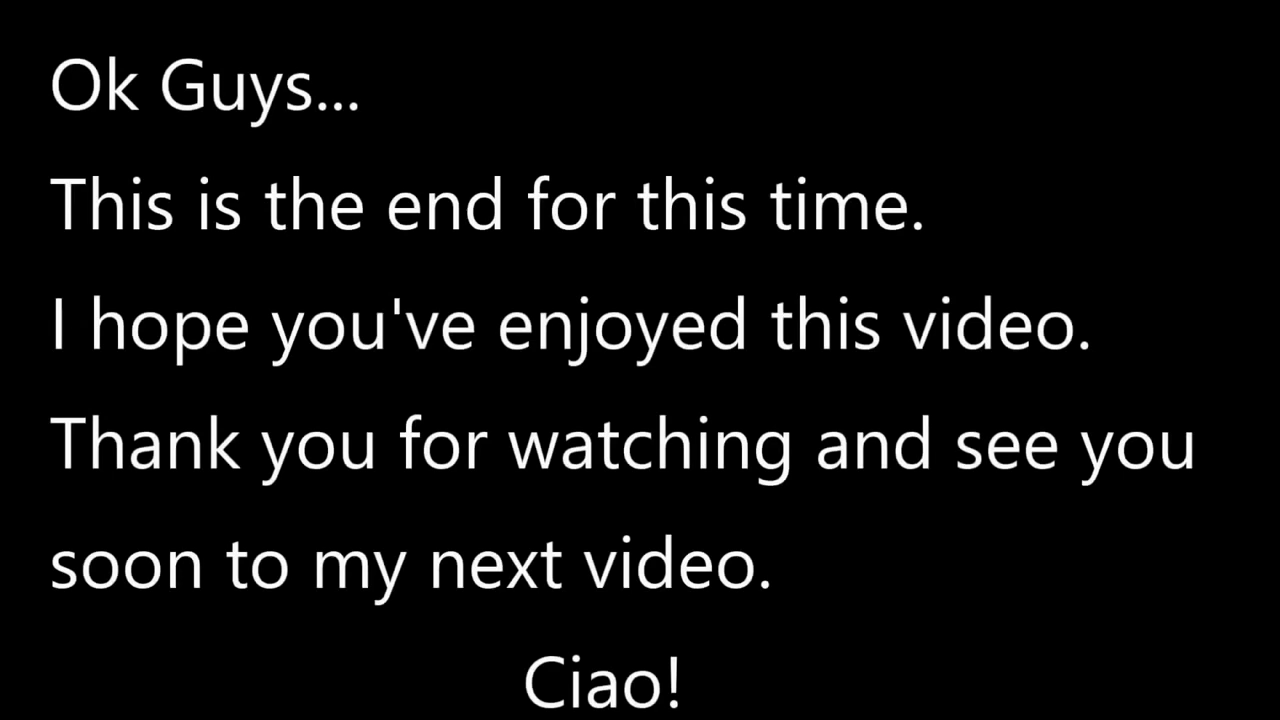 Ok Guys...
This is the end for this time.
I hope you've enjoyed this video.
Thank you for watching and see you
soon to my next video.
Ciao!